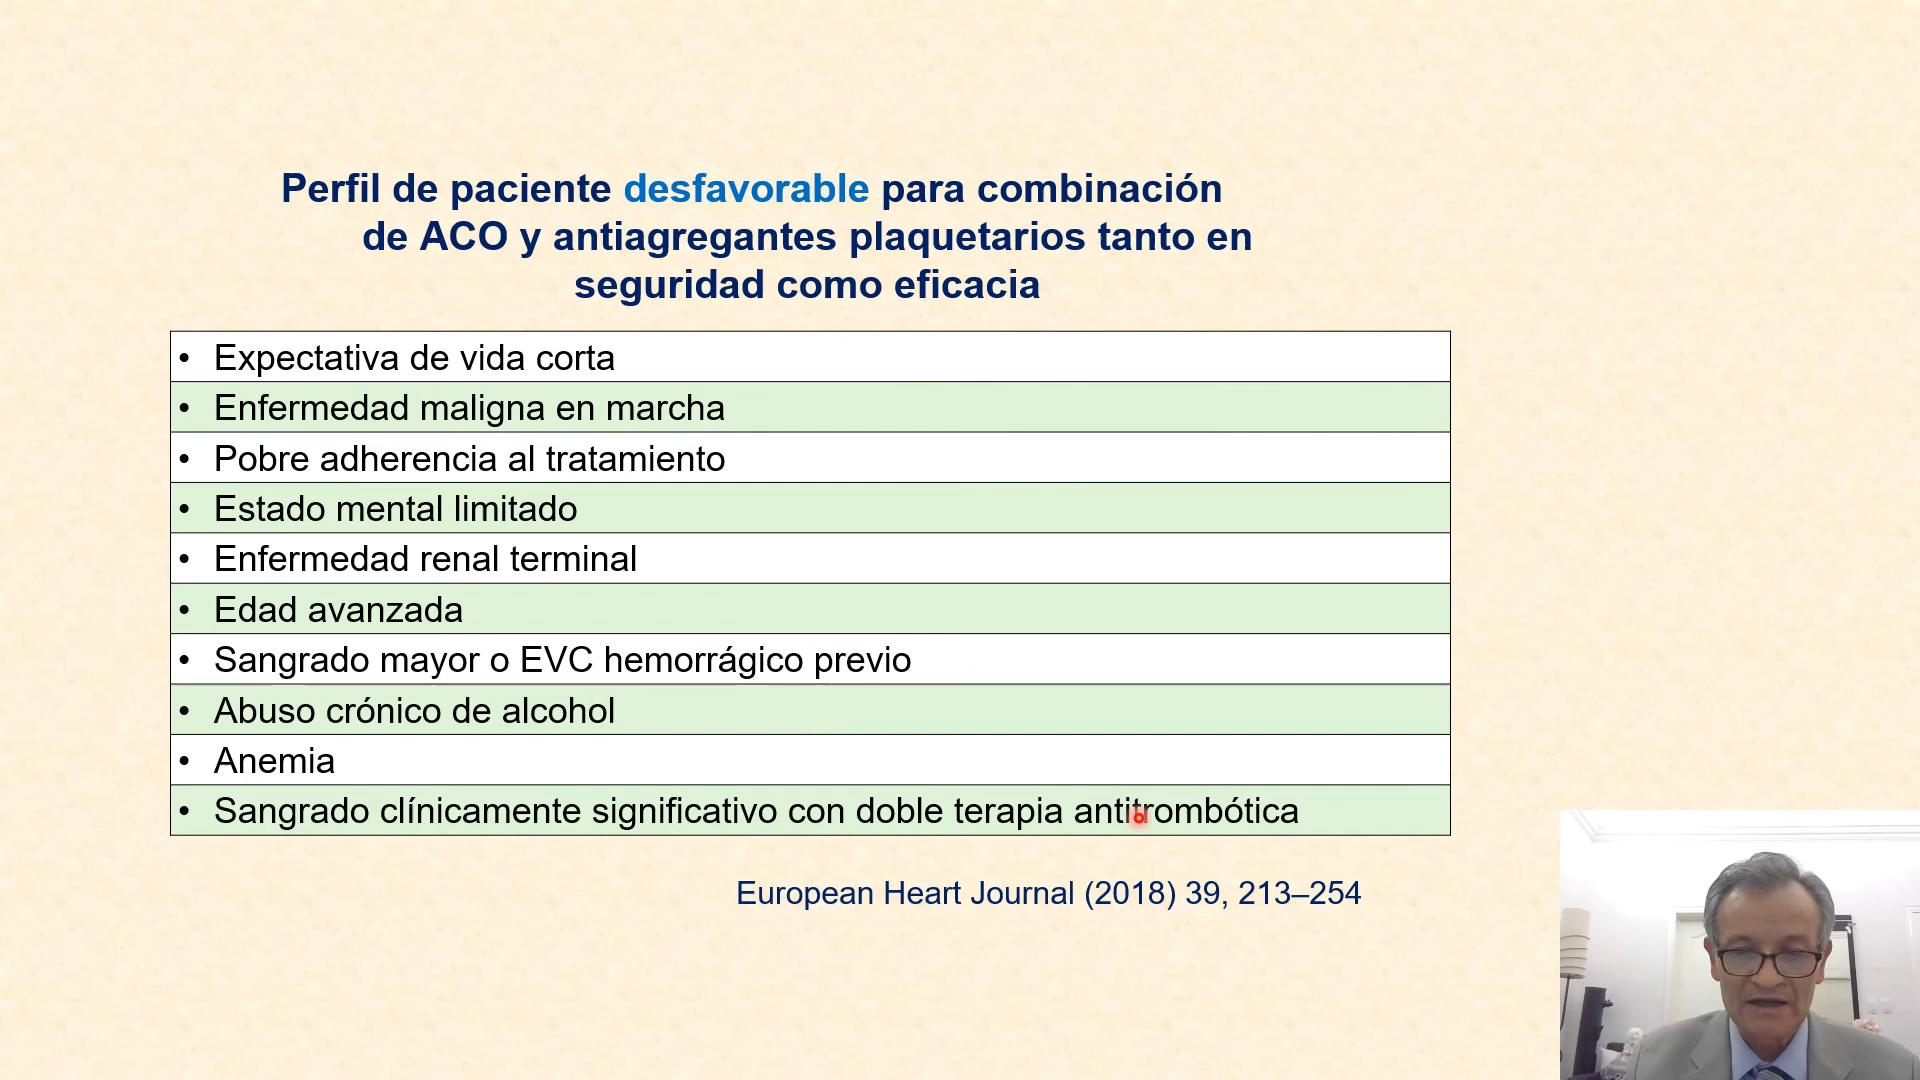 Perfil de paciente desfavorable para combinación
de ACO y antiagregantes plaquetarios tanto en
seguridad como eficacia
• Expectativa de vida corta
• Enfermedad maligna en marcha
• Pobre adherencia al tratamiento
• Estado mental limitado
• Enfermedad renal terminal
• Edad avanzada
• Sangrado mayor o EVC hemorrágico previo
• Abuso crónico de alcohol
• Anemia
• Sangrado clínicamente significativo con doble terapia antitrombótica
European Heart Journal (2018) 39, 213–254